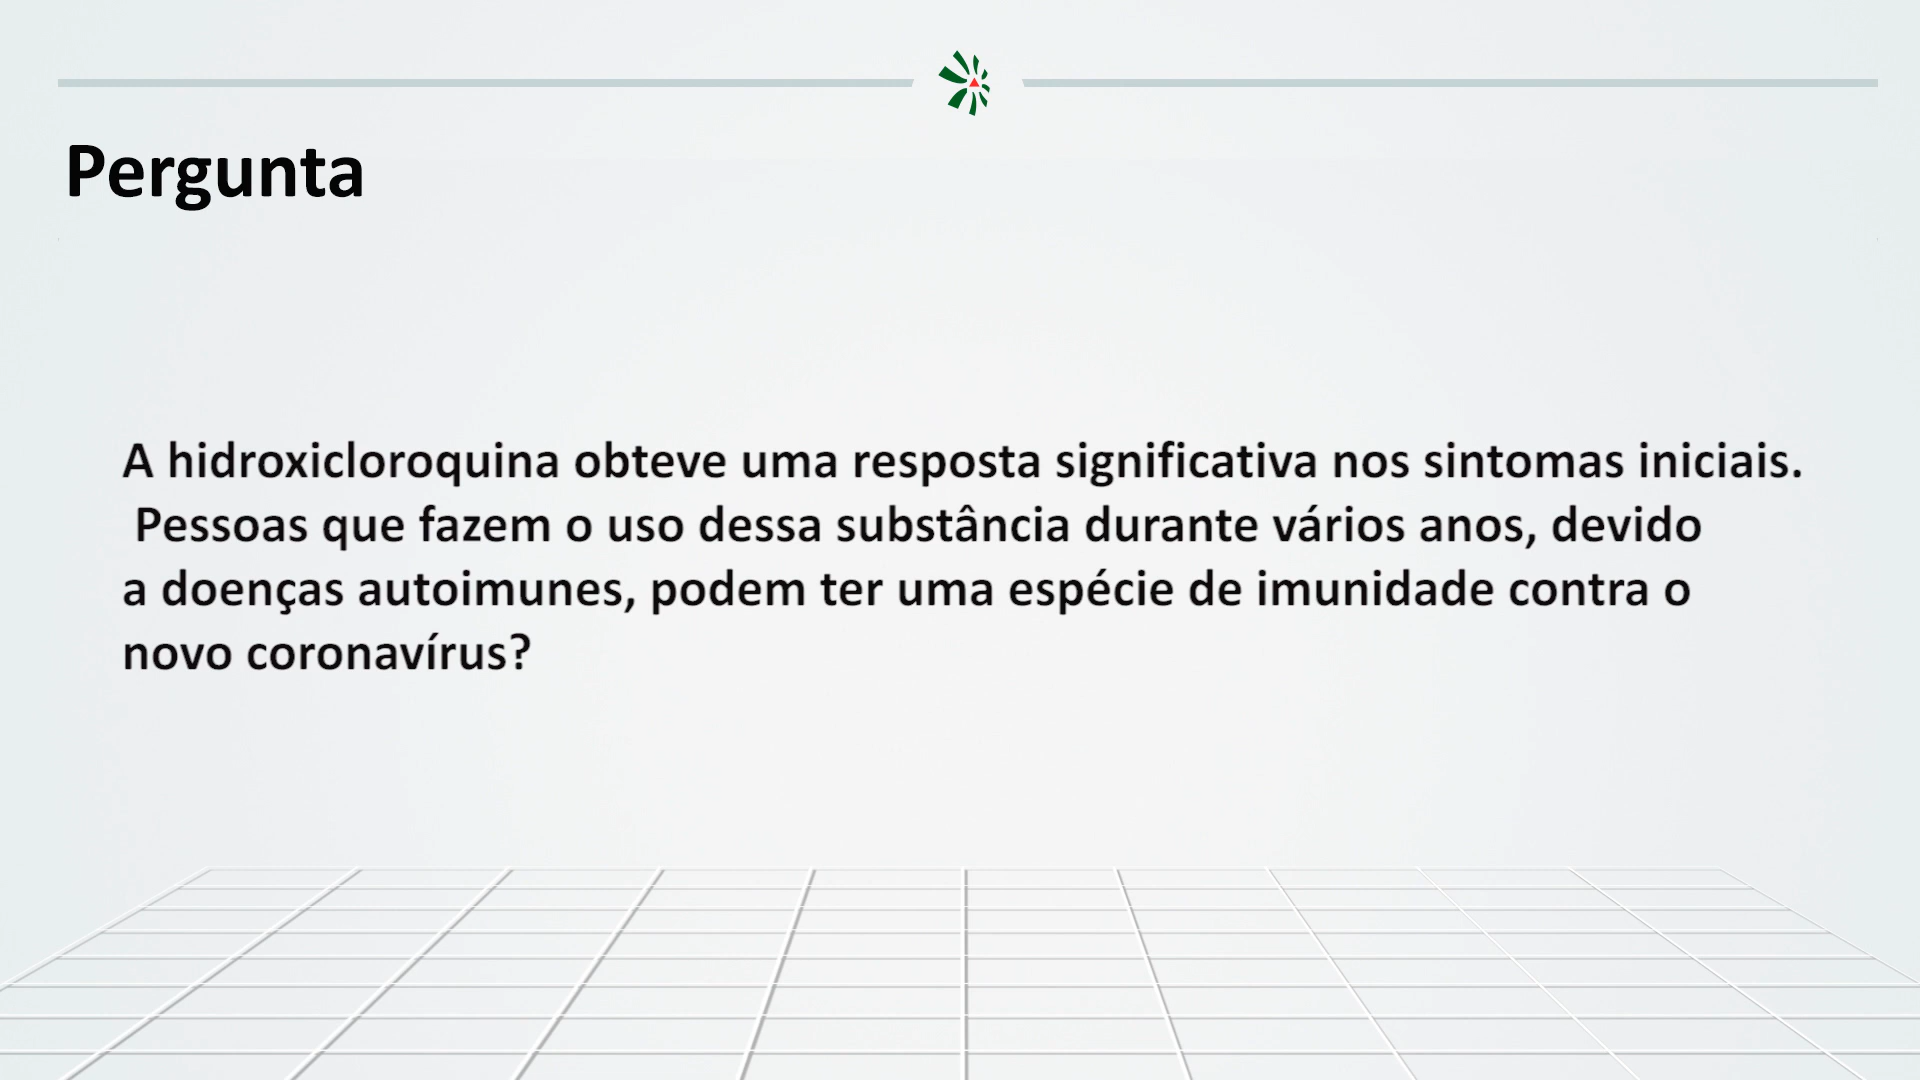 Pergunta
A hidroxicloroquina obteve uma resposta significativa nos sintomas iniciais.
Pessoas que fazem o uso dessa substância durante vários anos, devido
a doenças autoimunes, podem ter uma espécie de imunidade contra o
novo coronavírus?